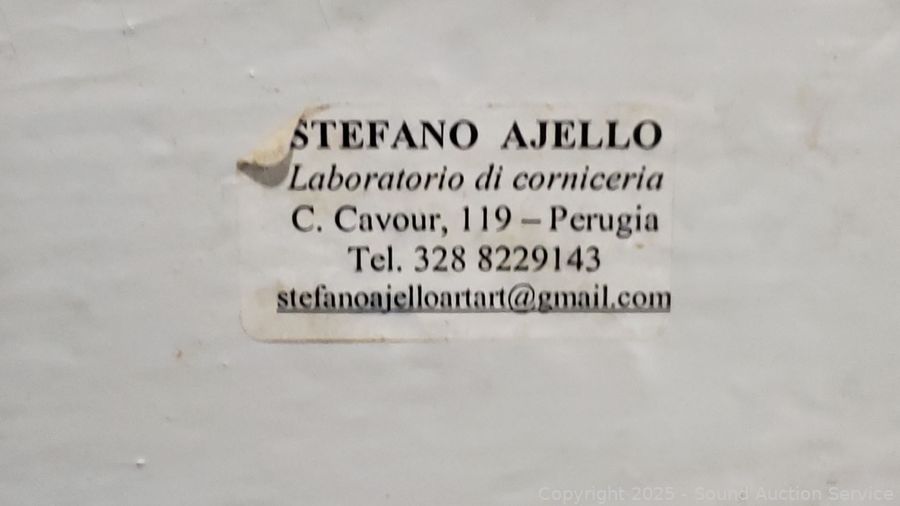 STEFANO AJELLO
Laboratorio di corniceria
C. Cavour, 119 – Perugia
Tel. 328 8229143
stefanoajelloartart@gmail.com
Copyright 2025 - Sound Auction Service